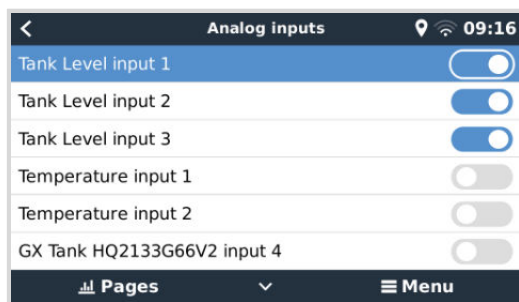 Analog inputs 09:16
Tank Level input 1
Tank Level input 2
Tank Level input 3
Temperature input 1
Temperature input 2
GX Tank HQ2133G66V2 input 4
Pages Menu